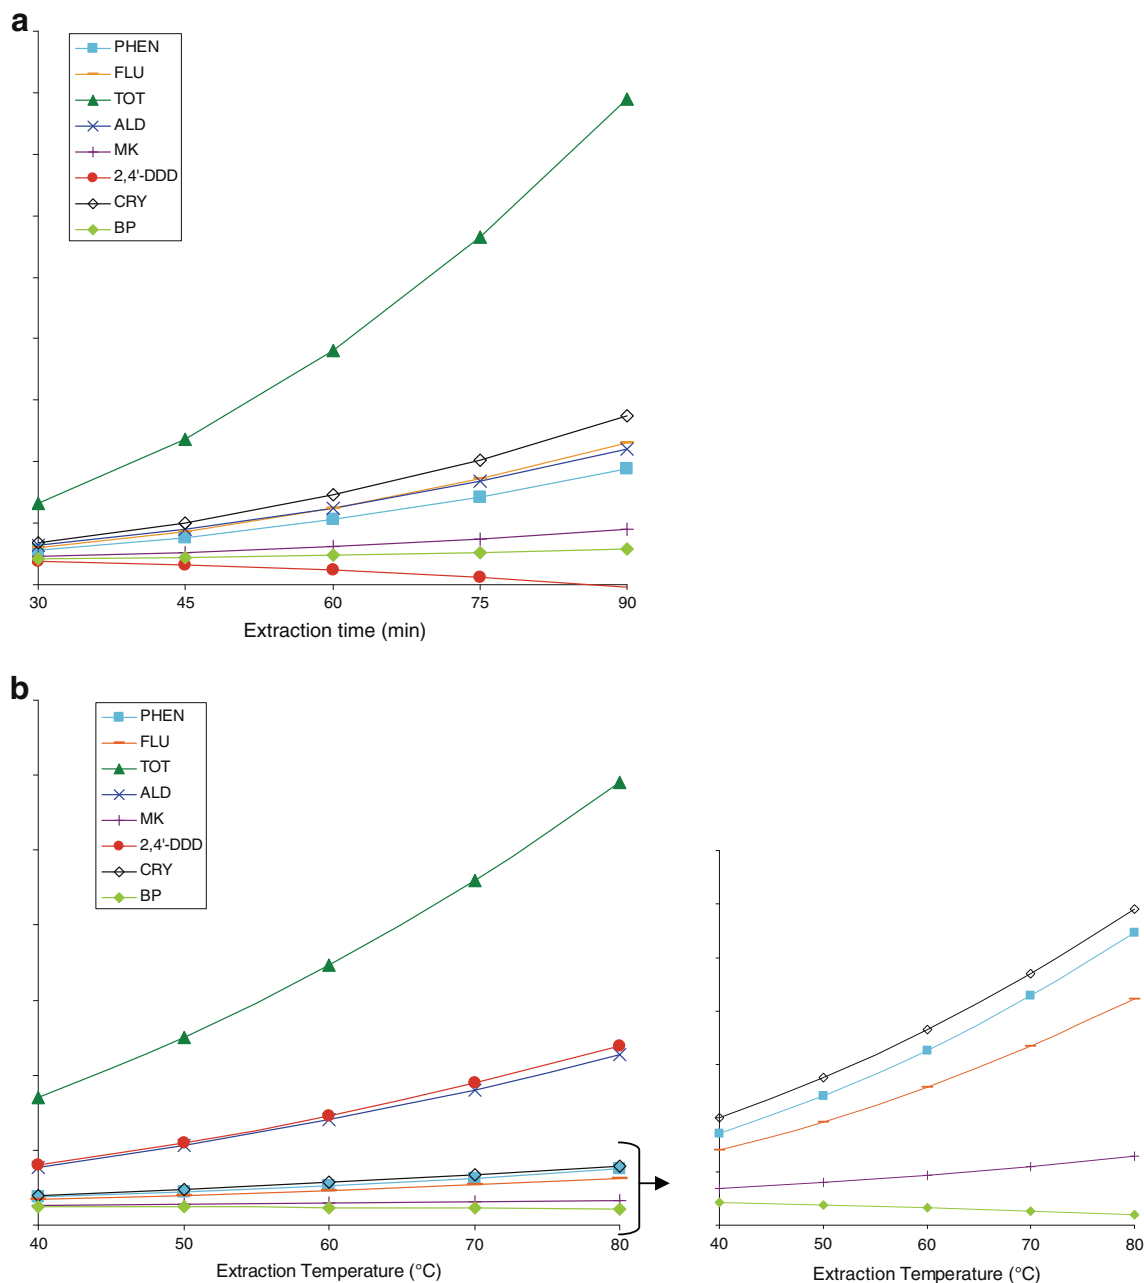 a
PHEN
FLU
TOT
ALD
MK
2,4'-DDD
CRY
BP
30 45 60 75 90
Extraction time (min)
b
PHEN
FLU
TOT
ALD
MK
2,4'-DDD
CRY
BP
40 50 60 70 80
Extraction Temperature (°C)
40 50 60 70 80
Extraction Temperature (°C)